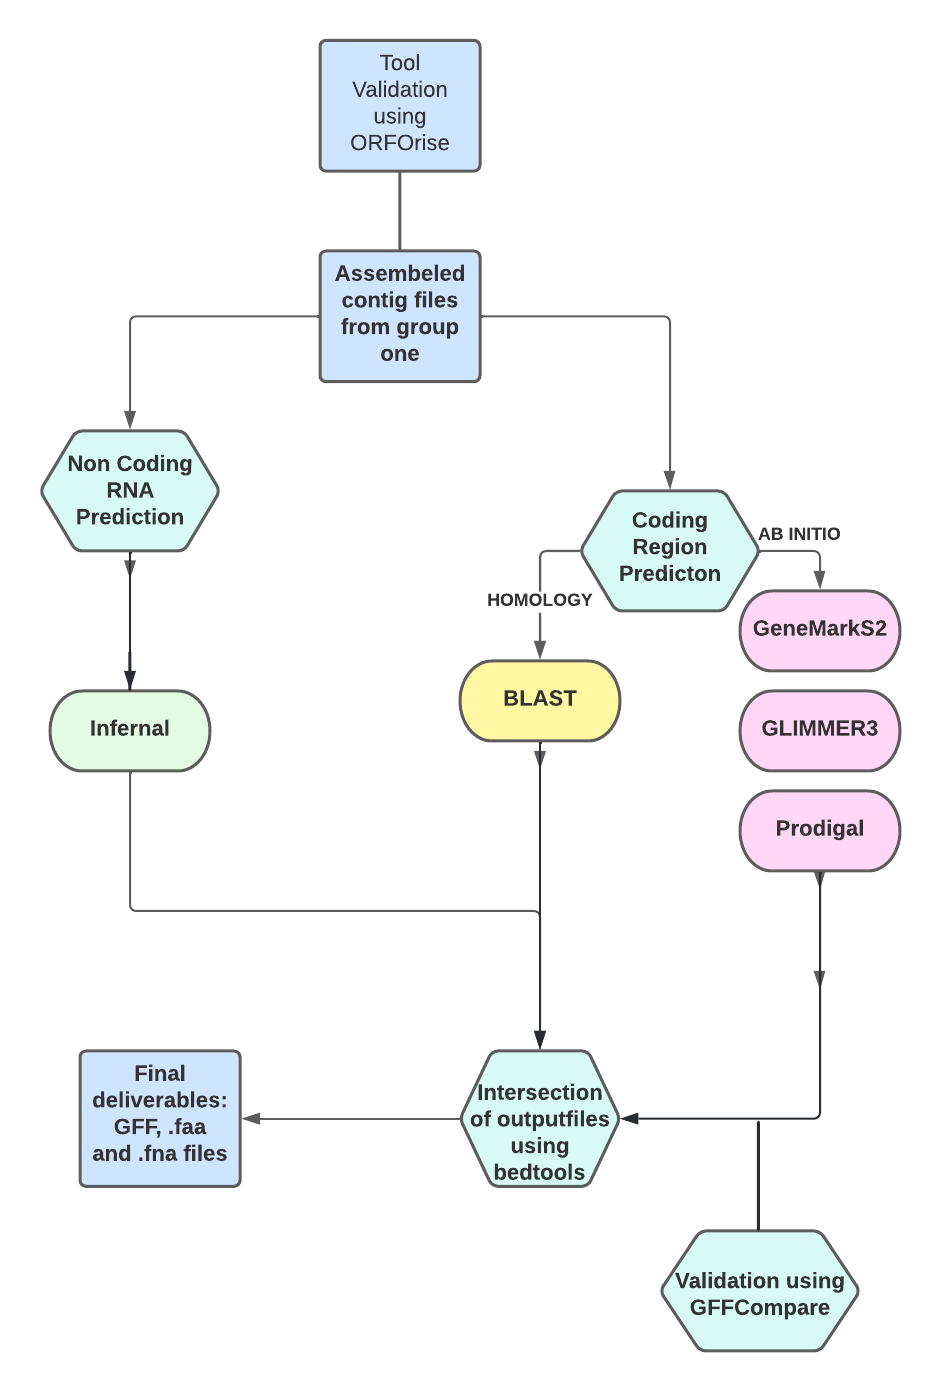 Tool
Validation
using
ORFOrise
Assembeled
contig files
from group
one
Non Coding
RNA
Prediction
Coding
Region
Predicton
AB INITIO
HOMOLOGY
GeneMarkS2
BLAST
Infernal
GLIMMER3
Prodigal
Final
deliverables:
GFF, .faa
and .fna files
Intersection
of outputfiles
using
bedtools
Validation using
GFFCompare